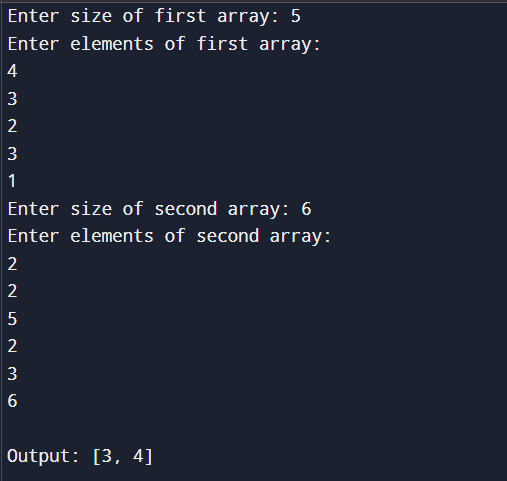 Enter size of first array: 5
Enter elements of first array:
4
3
2
3
1
Enter size of second array: 6
Enter elements of second array:
2
2
5
2
3
6
Output: [3, 4]